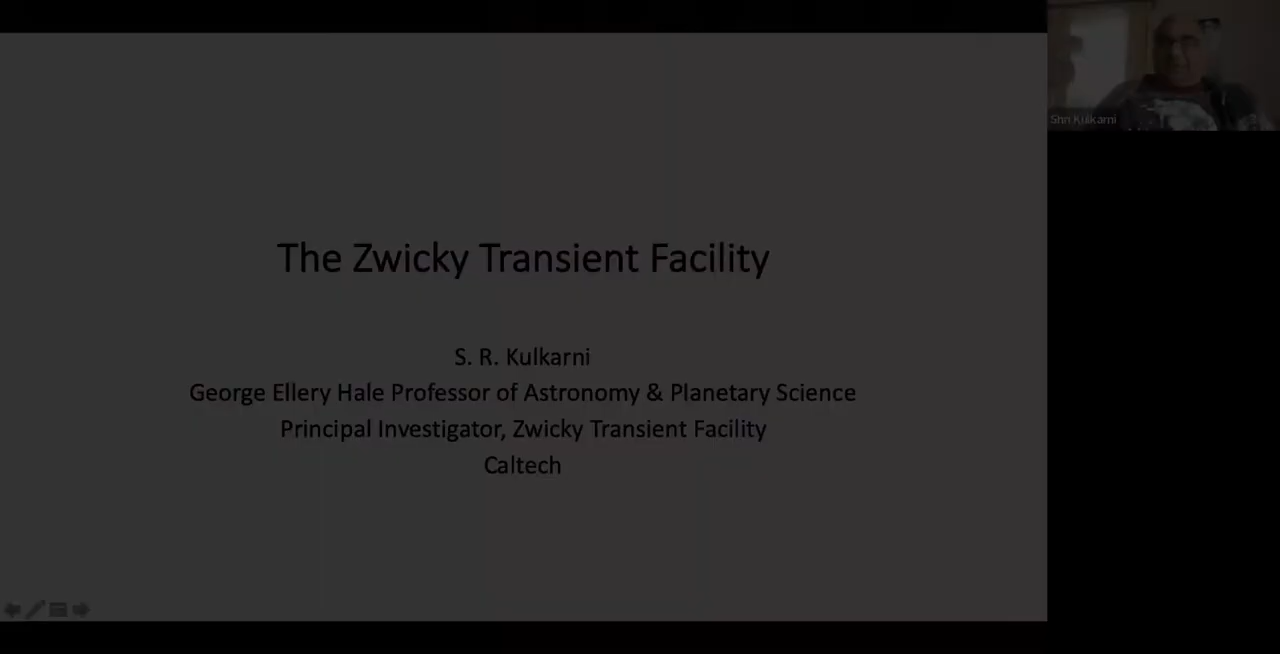 The Zwicky Transient Facility
S. R. Kulkarni
George Ellery Hale Professor of Astronomy & Planetary Science
Principal Investigator, Zwicky Transient Facility
Caltech
Shri Kulkarni